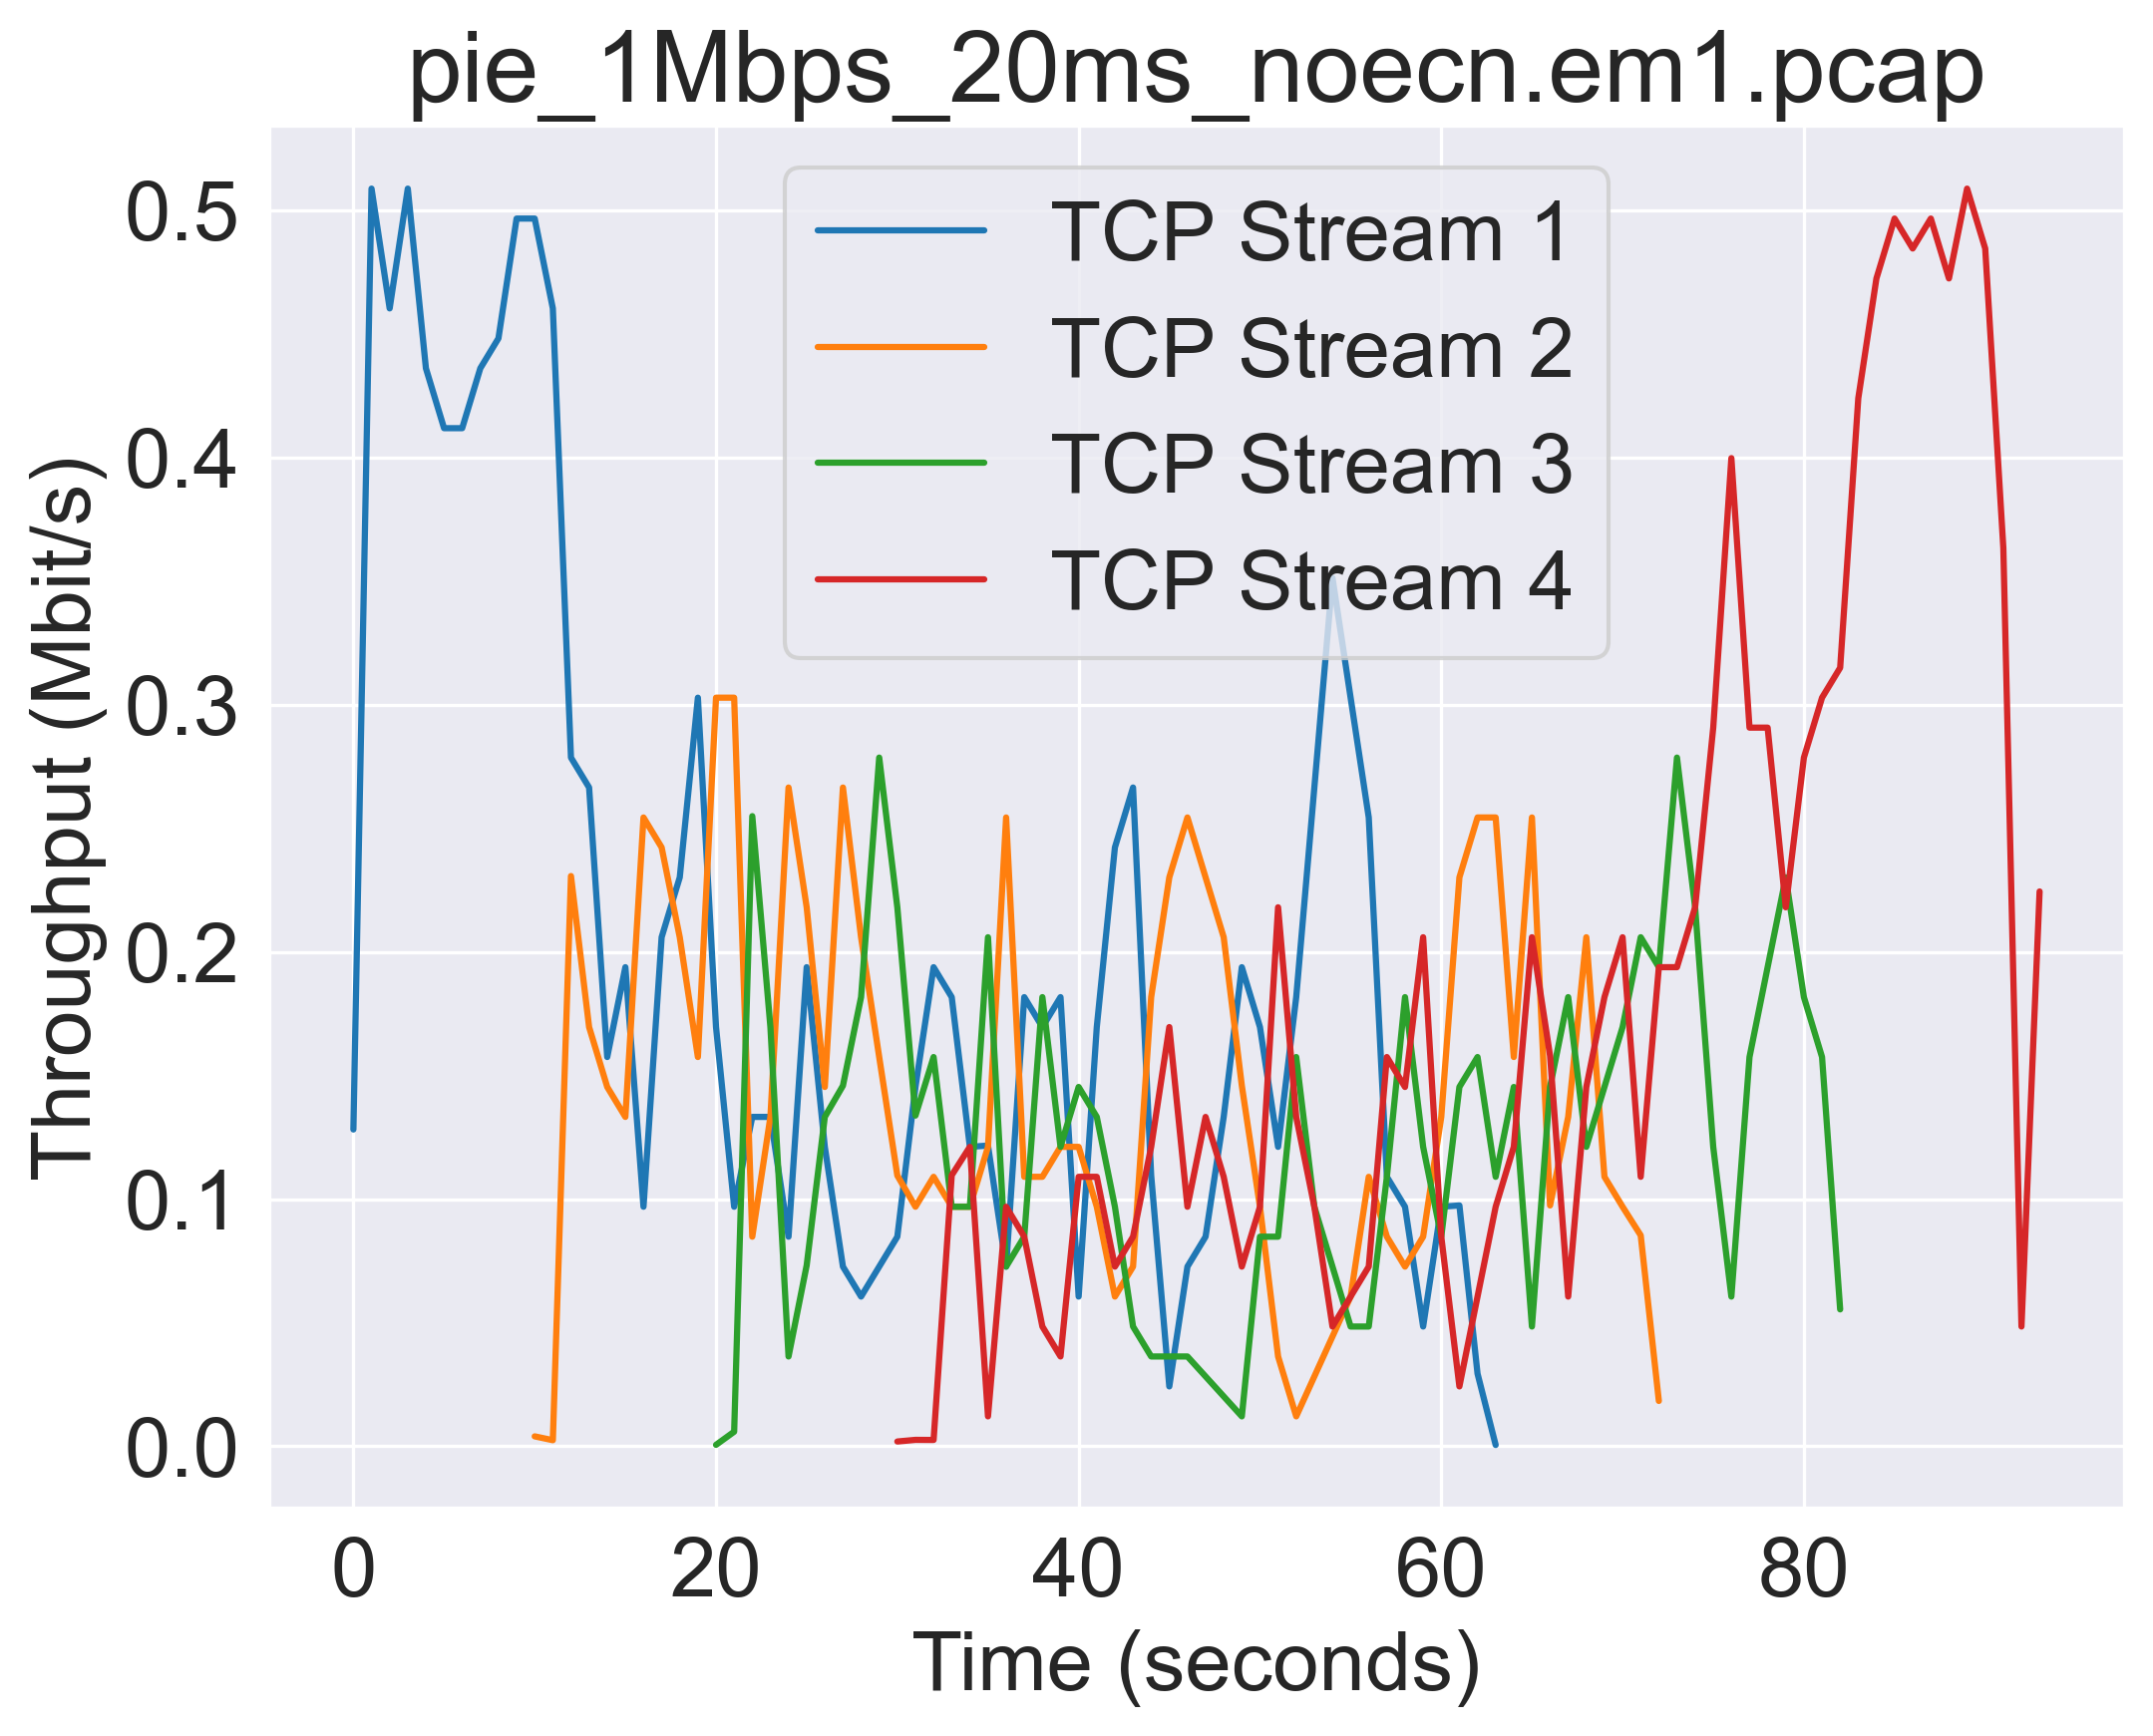 pie_1Mbps_20ms_noecn.em1.pcap
TCP Stream 1
TCP Stream 2
TCP Stream 3
TCP Stream 4
Throughput (Mbit/s)
0.5
0.4
0.3
0.2
0.1
0.0
0 20 40 60 80
Time (seconds)